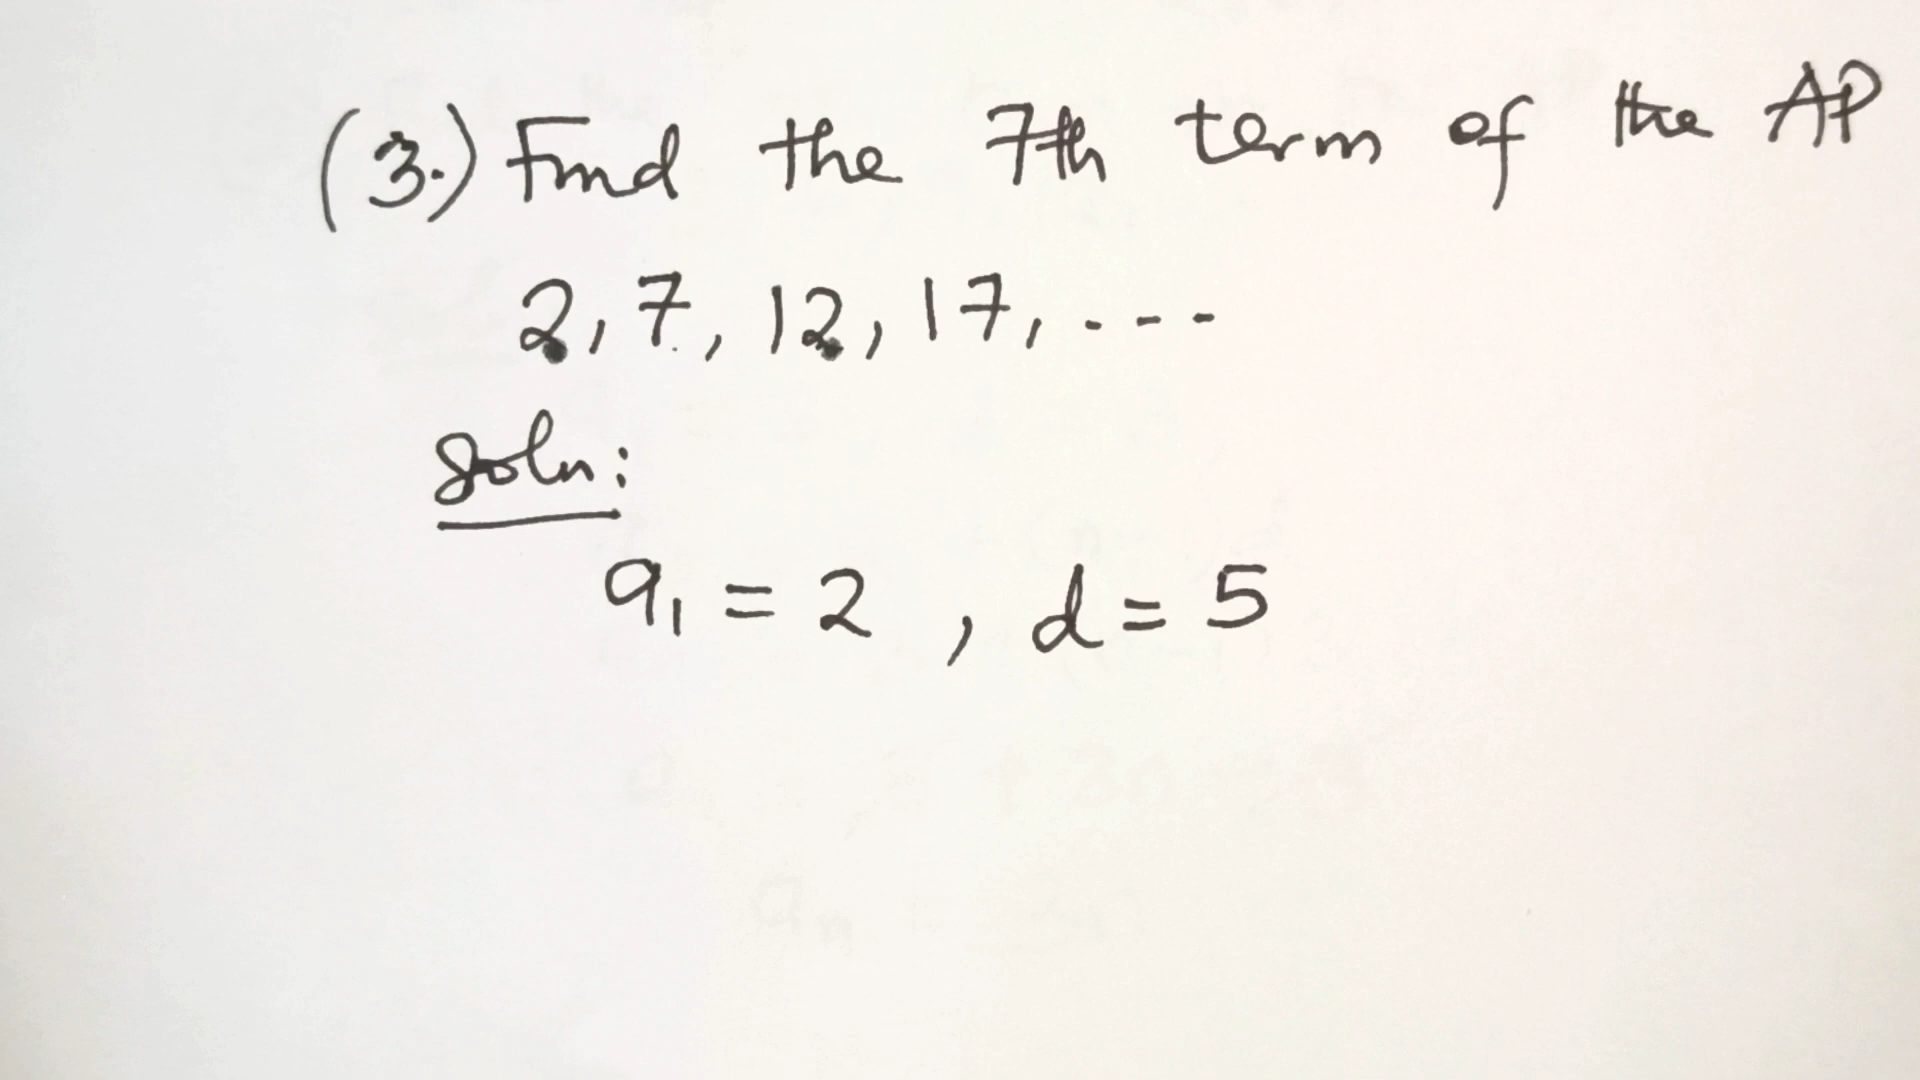 (3.) Find the 7th term of the AP
2, 7, 12, 17, ---
Soln:
a₁ = 2 , d = 5